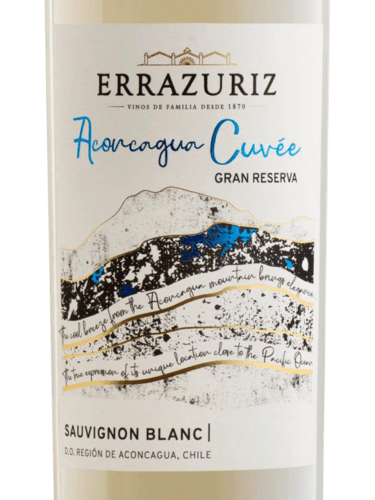 ERRAZURIZ
VINOS DE FAMILIA DESDE 1870
Aconcagua Cuvée
GRAN RESERVA
the cool breeze from the Aconcagua mountain brings elegance
The true expression of its unique location close to the Pacific Ocean
SAUVIGNON BLANC|
D.O. REGIÓN DE ACONCAGUA, CHILE